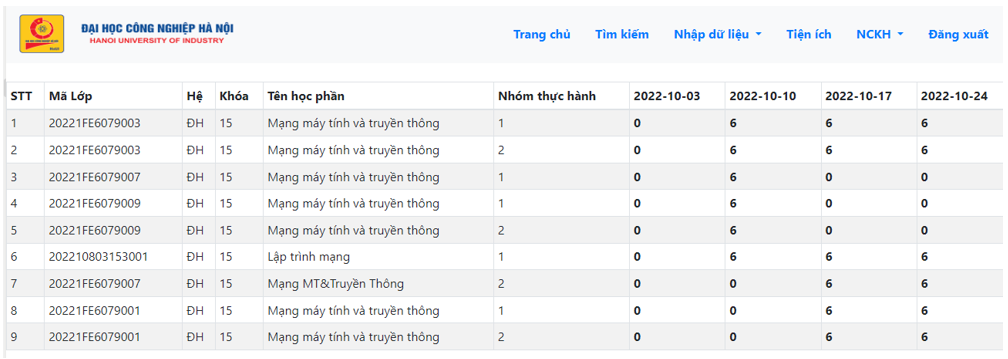 ĐẠI HỌC CÔNG NGHIỆP HÀ NỘI
HANOI UNIVERSITY OF INDUSTRY
Trang chủ Tìm kiếm Nhập dữ liệu Tiện ích NCKH Đăng xuất
STT Mã Lớp Hệ Khóa Tên học phần Nhóm thực hành 2022-10-03 2022-10-10 2022-10-17 2022-10-24
1 20221FE6079003 ĐH 15 Mạng máy tính và truyền thông 1 0 6 6 6
2 20221FE6079003 ĐH 15 Mạng máy tính và truyền thông 2 0 6 6 6
3 20221FE6079007 ĐH 15 Mạng máy tính và truyền thông 1 0 6 0 0
4 20221FE6079009 ĐH 15 Mạng máy tính và truyền thông 1 0 6 0 0
5 20221FE6079009 ĐH 15 Mạng máy tính và truyền thông 2 0 6 0 0
6 202210803153001 ĐH 15 Lập trình mạng 1 0 6 6 6
7 20221FE6079007 ĐH 15 Mạng MT&Truyền Thông 2 0 0 6 6
8 20221FE6079001 ĐH 15 Mạng máy tính và truyền thông 1 0 0 6 6
9 20221FE6079001 ĐH 15 Mạng máy tính và truyền thông 2 0 0 6 6